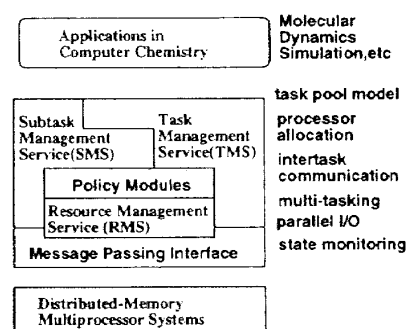 Applications in
Computer Chemistry
Molecular
Dynamics
Simulation,etc
task pool model
Subtask
Management
Service(SMS)
Task
Management
Service(TMS)
processor
allocation
intertask
communication
Policy Modules
multi-tasking
Resource Management
Service (RMS)
parallel I/O
state monitoring
Message Passing Interface
Distributed-Memory
Multiprocessor Systems